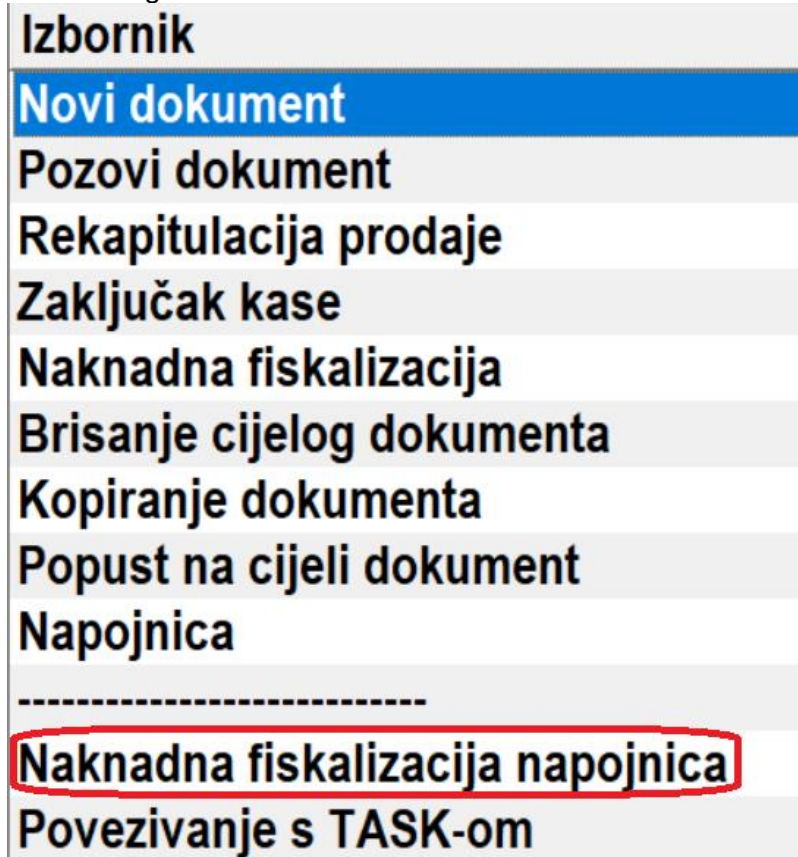 Izbornik
Novi dokument
Pozovi dokument
Rekapitulacija prodaje
Zaključak kase
Naknadna fiskalizacija
Brisanje cijelog dokumenta
Kopiranje dokumenta
Popust na cijeli dokument
Napojnica
----------------------------
Naknadna fiskalizacija napojnica
Povezivanje s TASK-om